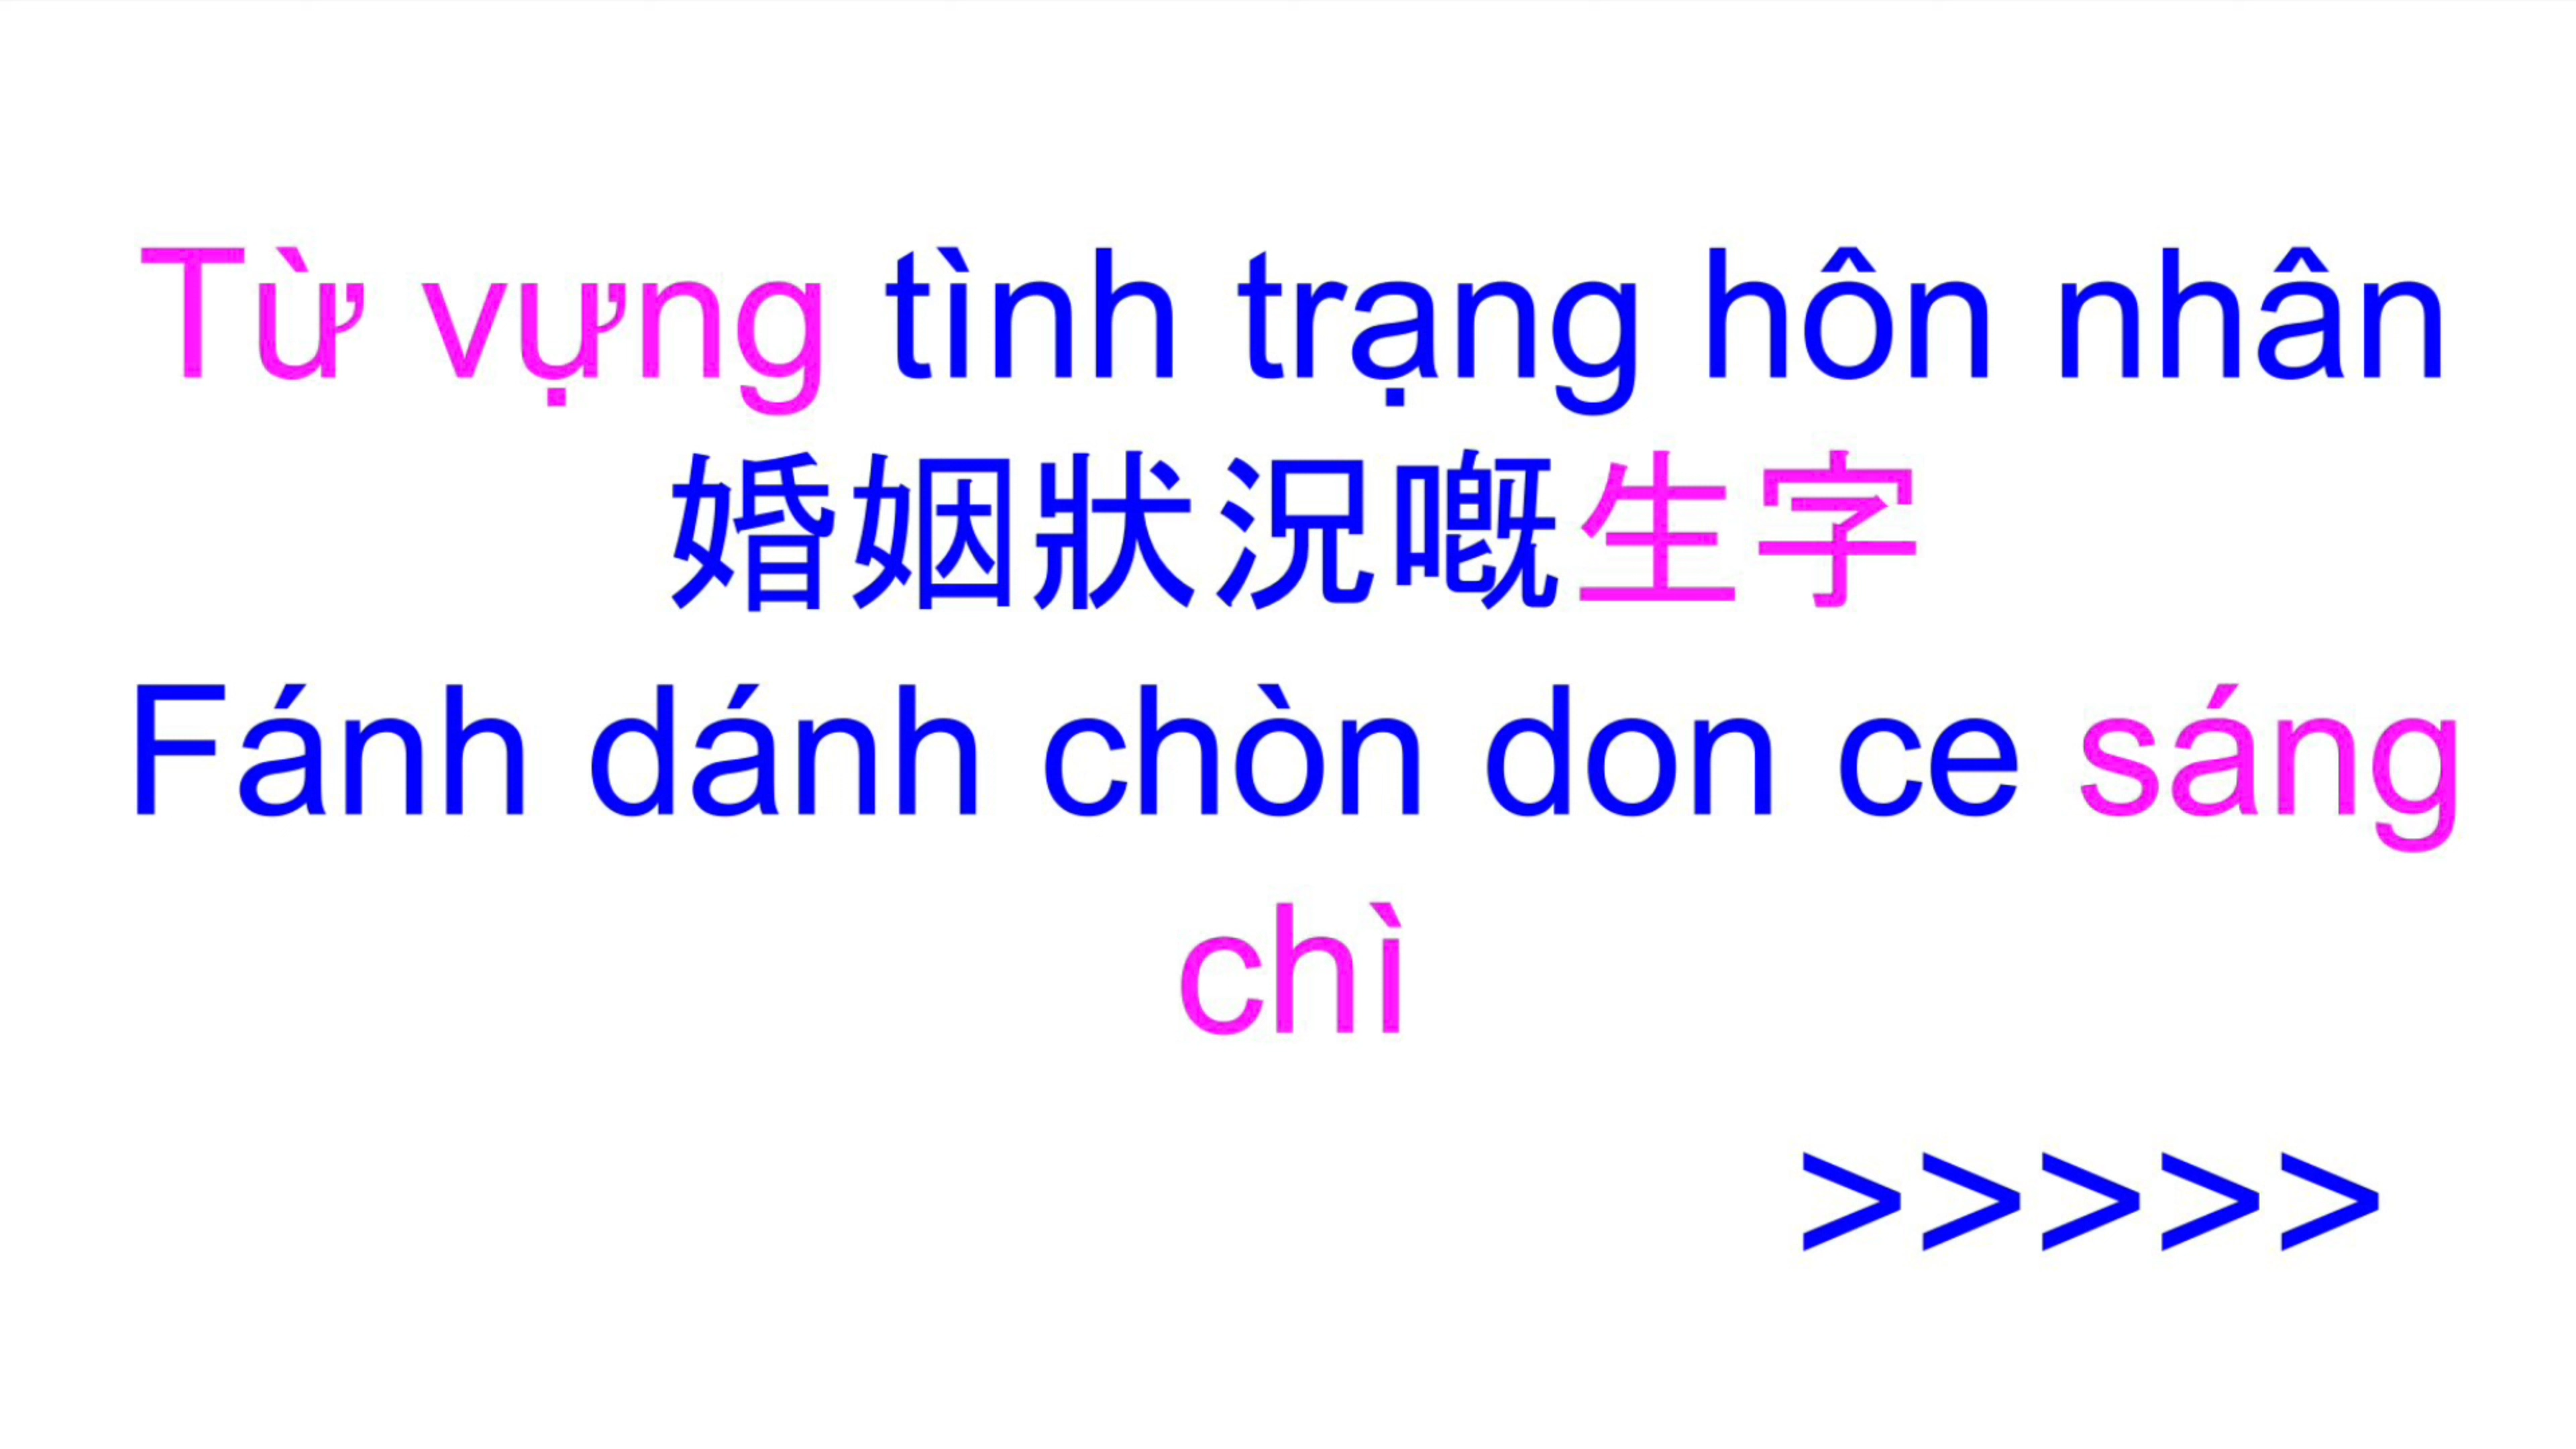 Từ vựng tình trạng hôn nhân
婚姻狀況嘅生字
Fánh dánh chòn don ce sáng
chì
>>>>>